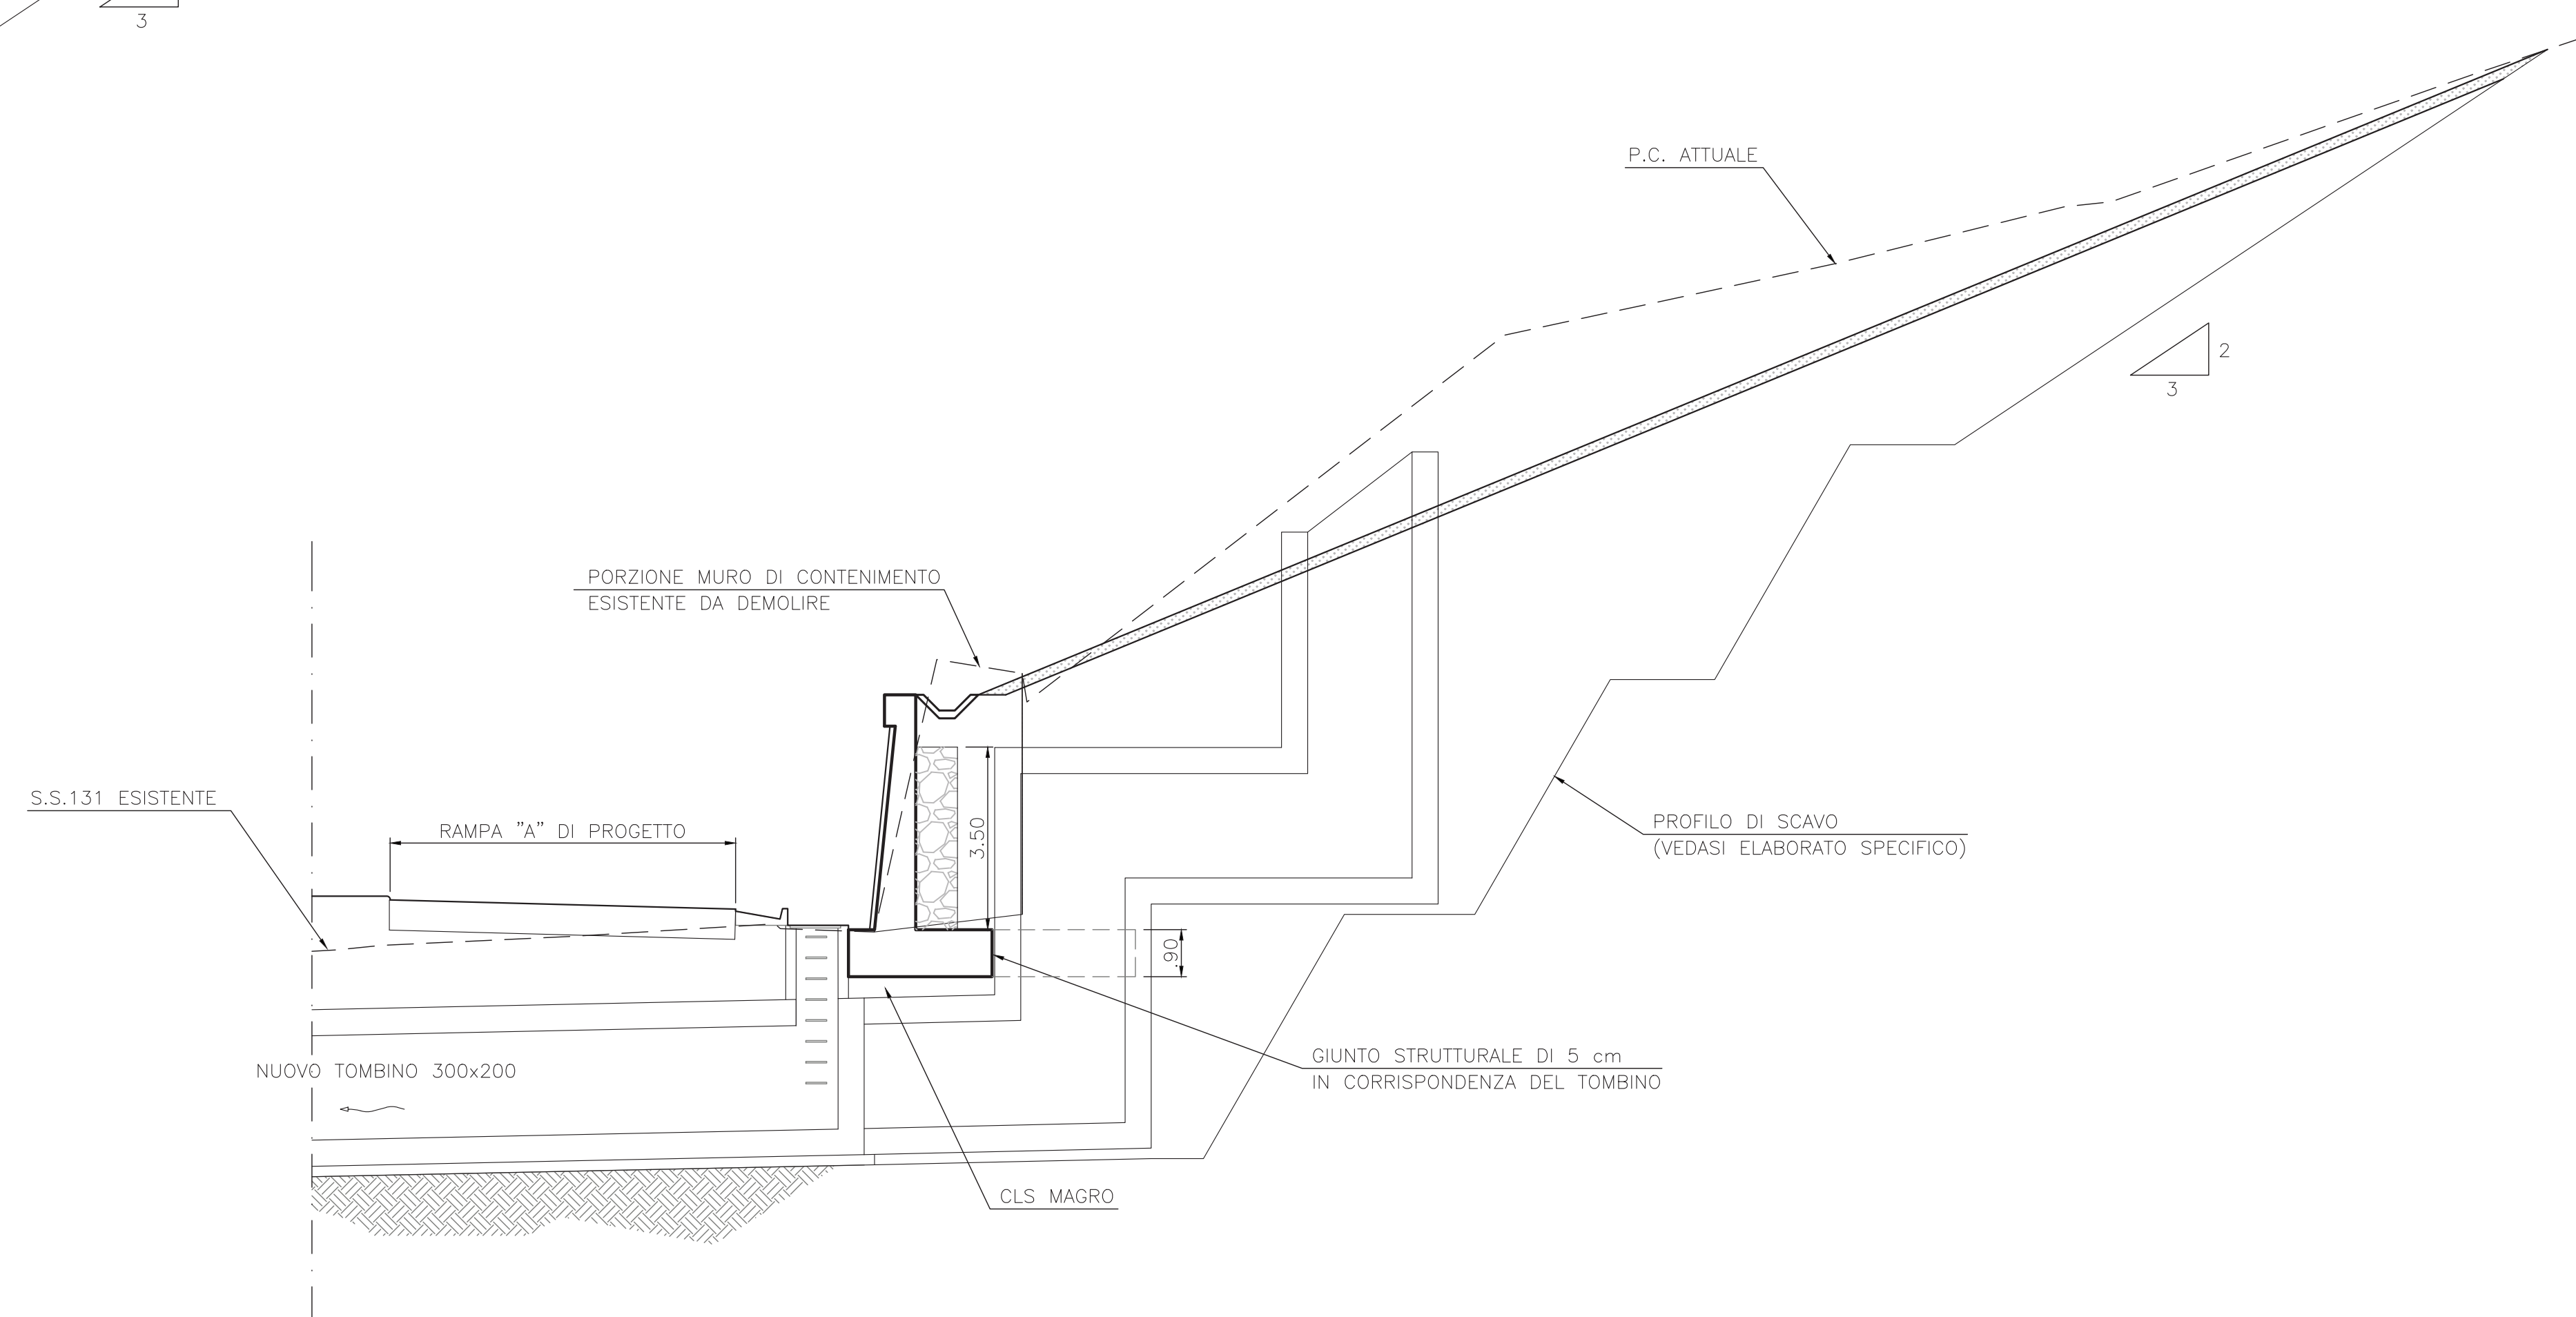 3
P.C. ATTUALE
2
3
PORZIONE MURO DI CONTENIMENTO
ESISTENTE DA DEMOLIRE
S.S.131 ESISTENTE
RAMPA "A" DI PROGETTO
3.50
PROFILO DI SCAVO
(VEDASI ELABORATO SPECIFICO)
.90
GIUNTO STRUTTURALE DI 5 cm
IN CORRISPONDENZA DEL TOMBINO
NUOVO TOMBINO 300x200
CLS MAGRO